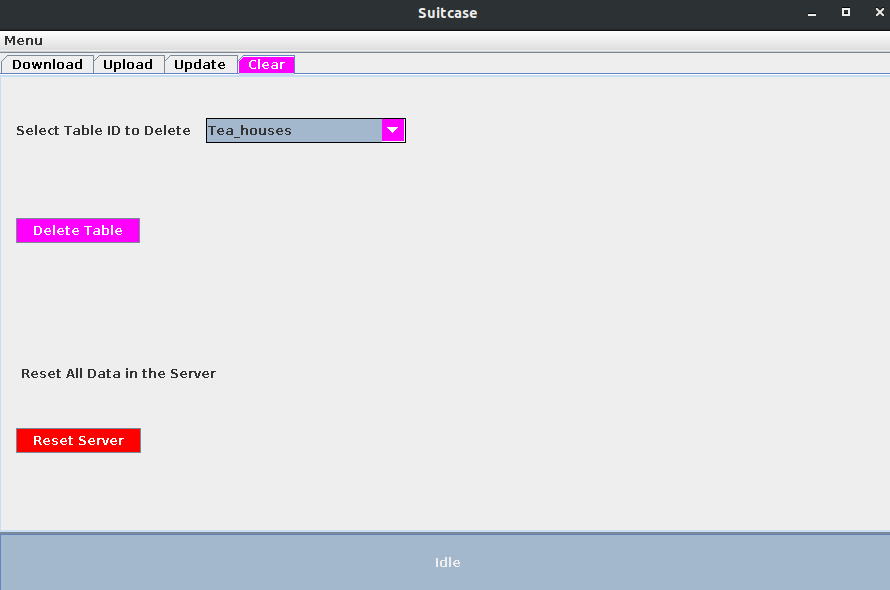 Suitcase
Menu
Download Upload Update Clear
Select Table ID to Delete Tea_houses
Delete Table
Reset All Data in the Server
Reset Server
Idle